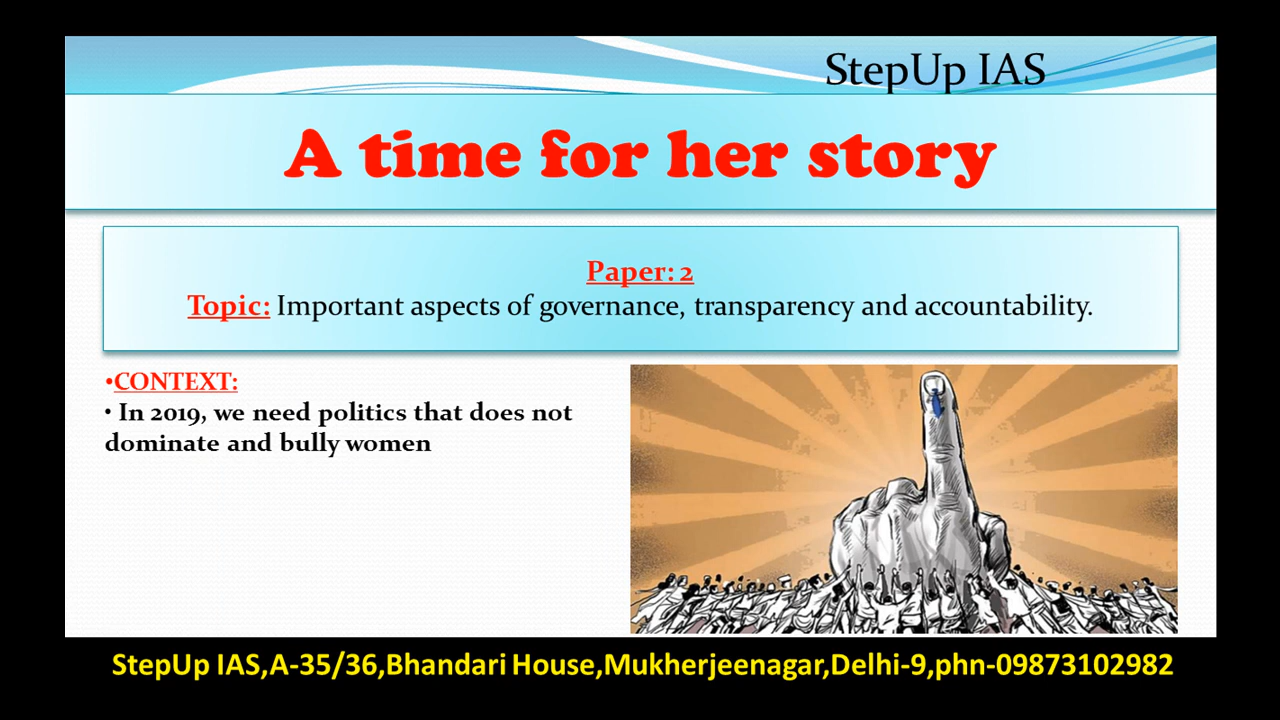 StepUp IAS
A time for her story
Paper: 2
Topic: Important aspects of governance, transparency and accountability.
•CONTEXT:
• In 2019, we need politics that does not
dominate and bully women
StepUp IAS,A-35/36,Bhandari House,Mukherjeenagar,Delhi-9,phn-09873102982